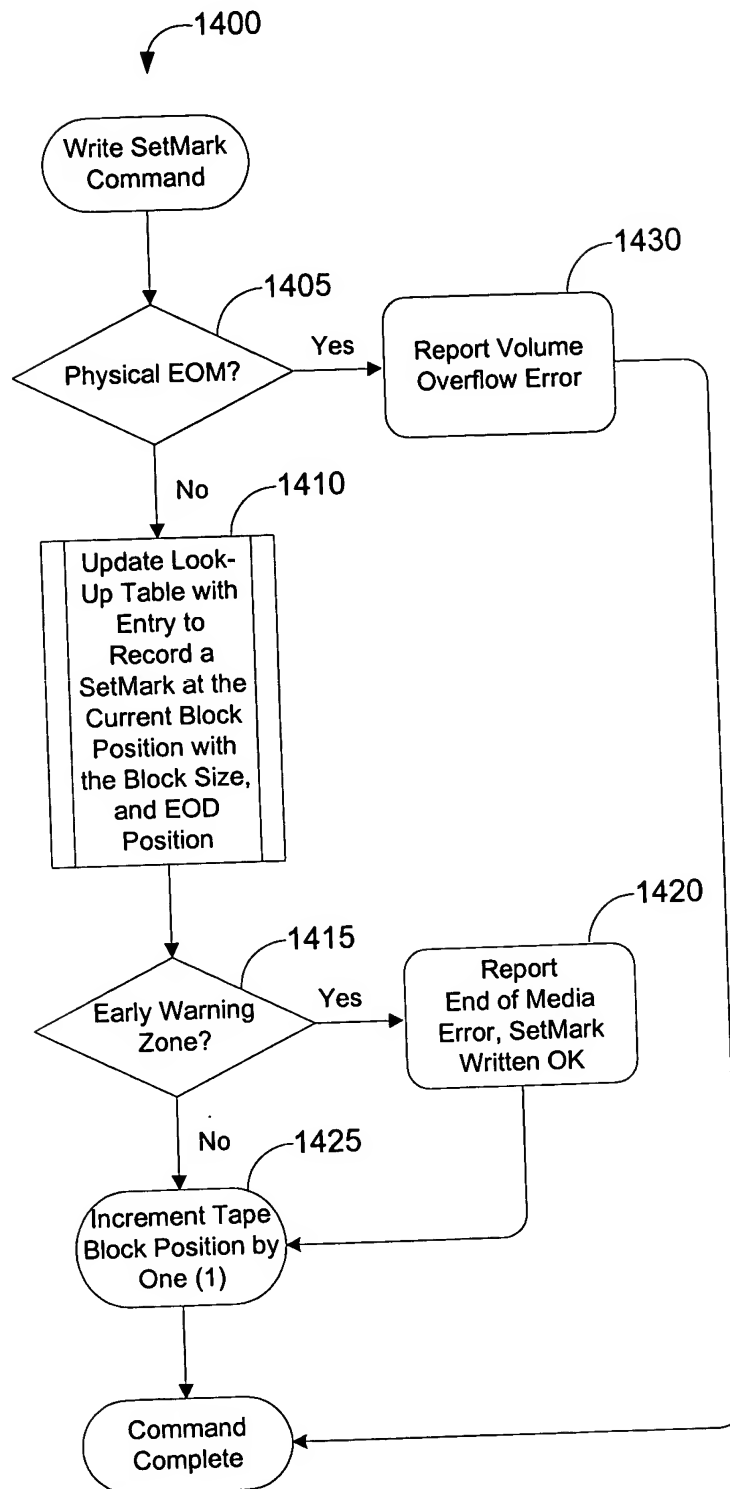 1400
Write SetMark
Command
1405
1430
Physical EOM?
Yes
Report Volume
Overflow Error
No
1410
Update Look-
Up Table with
Entry to
Record a
SetMark at the
Current Block
Position with
the Block Size,
and EOD
Position
1415
1420
Early Warning
Zone?
Yes
Report
End of Media
Error, SetMark
Written OK
No
1425
Increment Tape
Block Position by
One (1)
Command
Complete